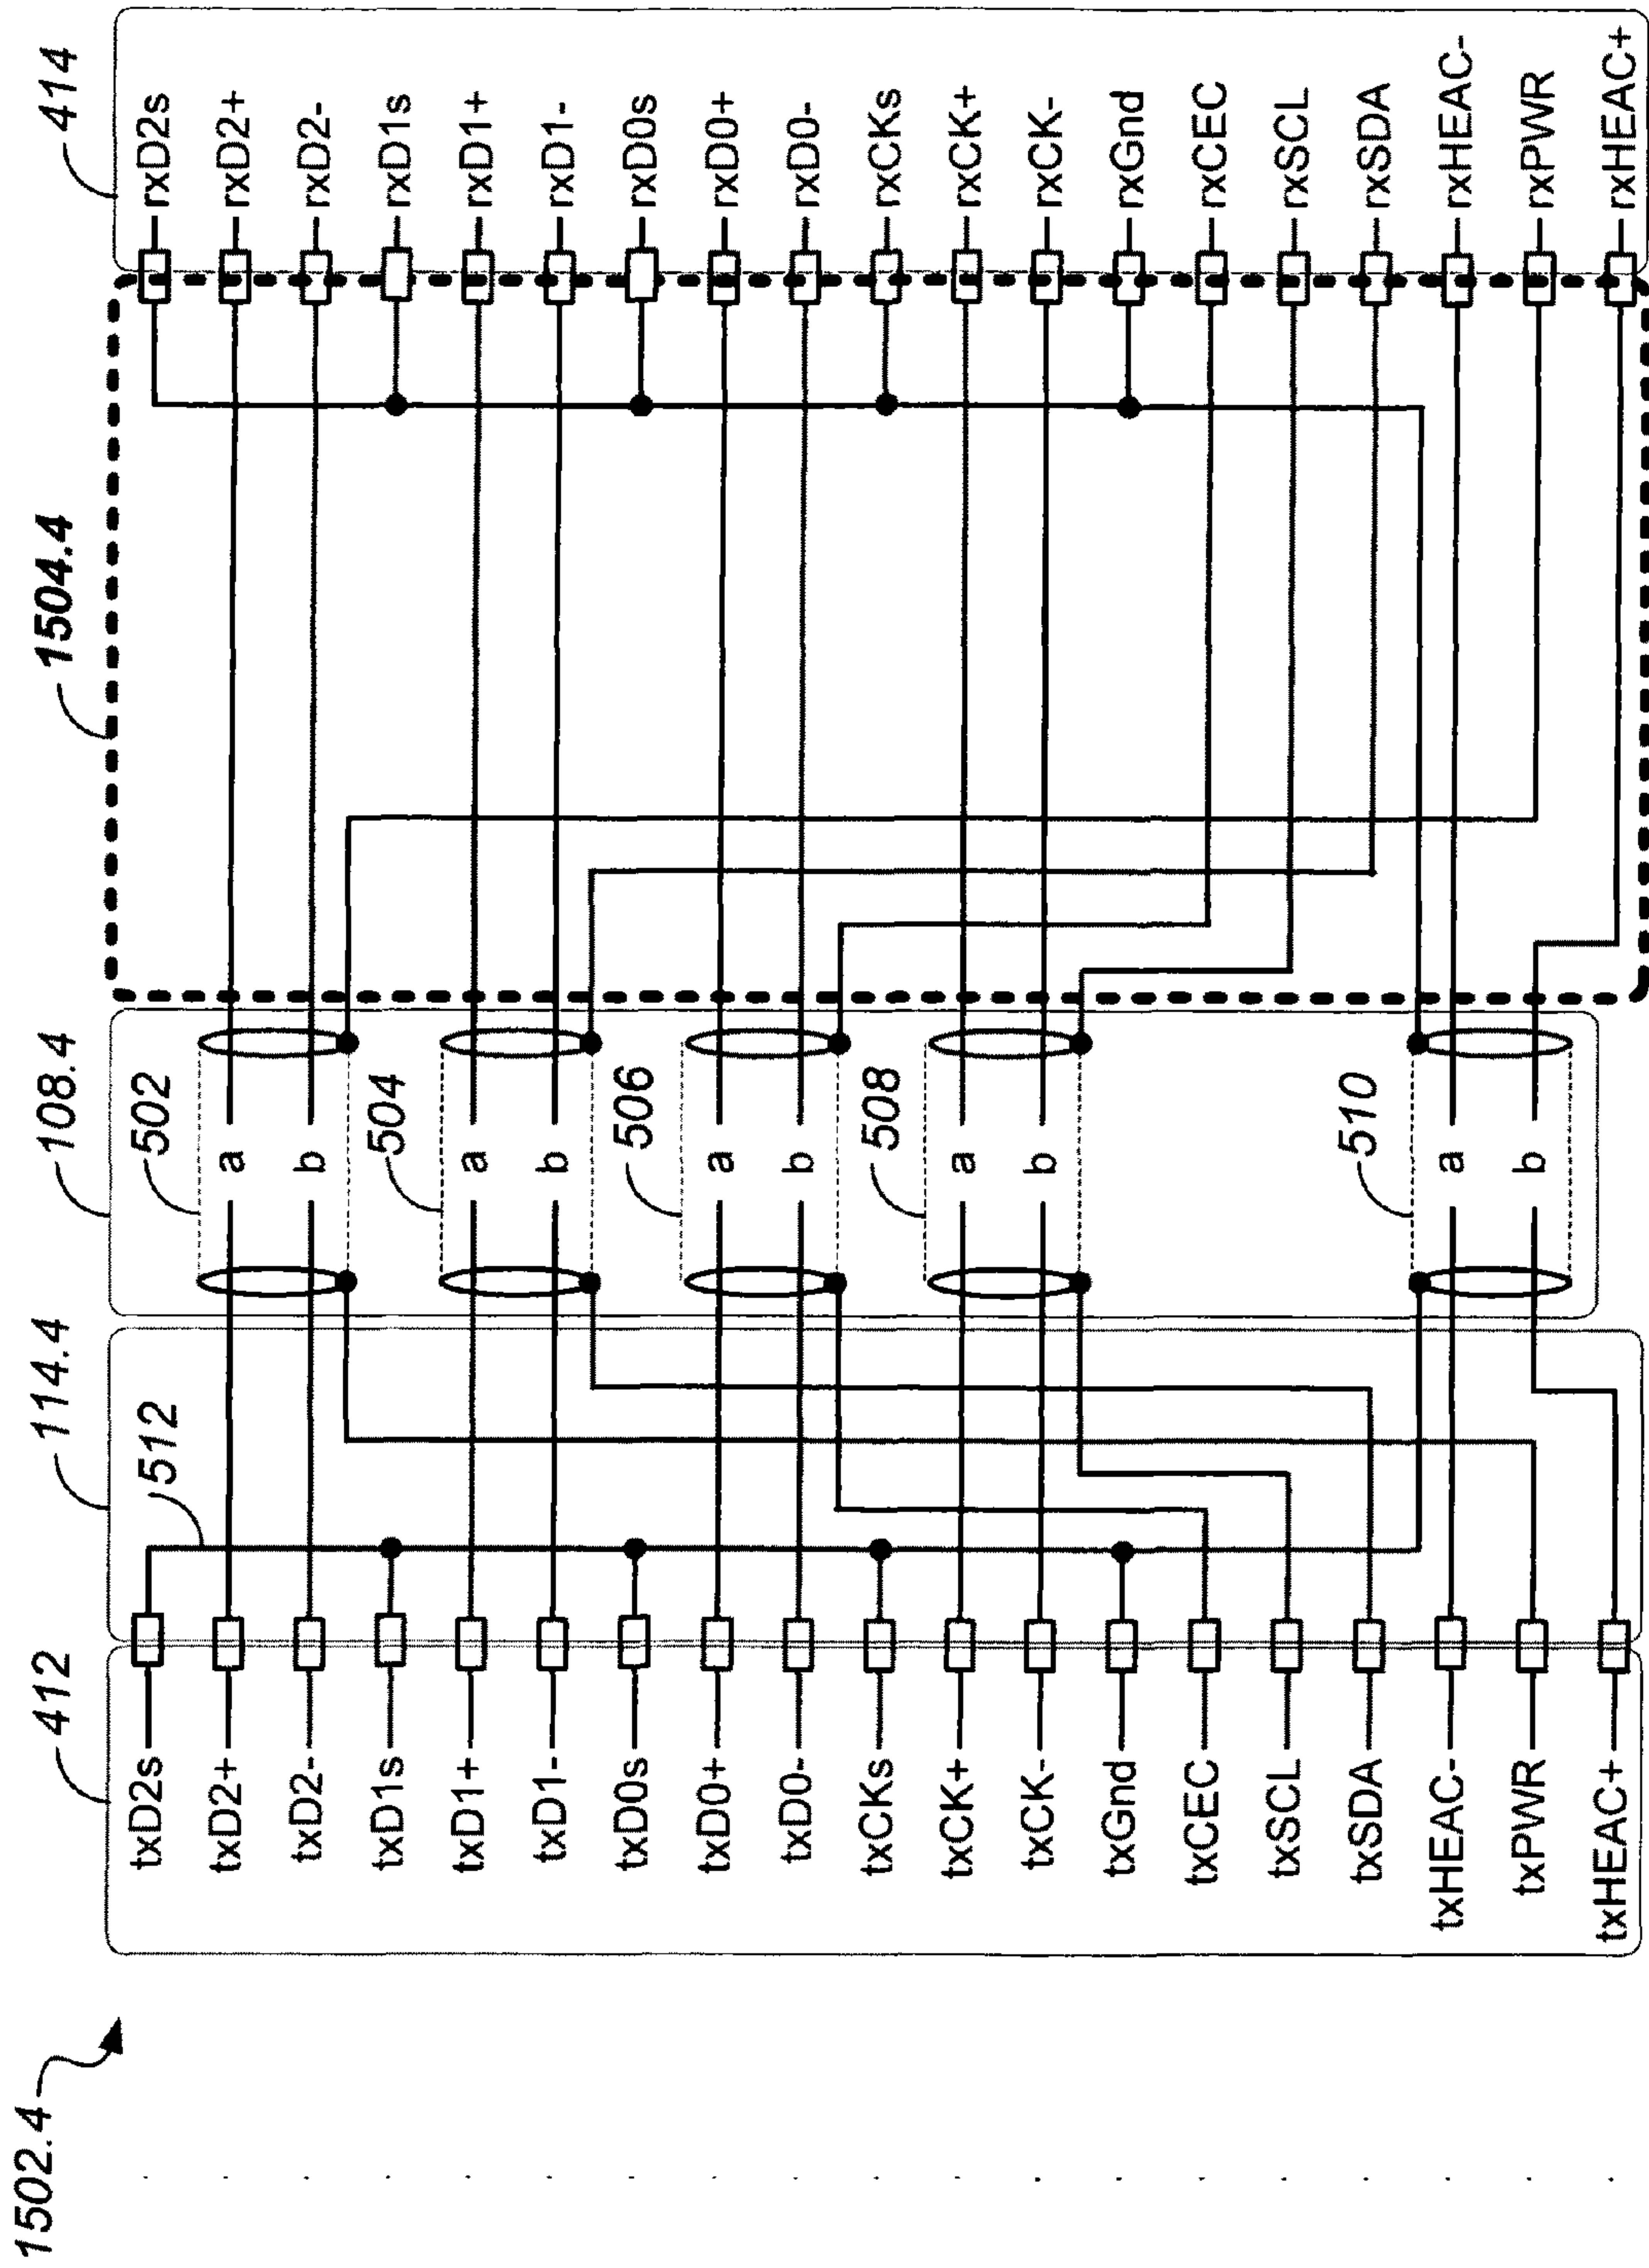 1502.4
412
114.4
108.4
1504.4
414
512
502
504
506
508
510
txD2s
txD2+
txD2-
txD1s
txD1+
txD1-
txD0s
txD0+
txD0-
txCKs
txCK+
txCK-
txGnd
txCEC
txSCL
txSDA
txHEAC-
txPWR
txHEAC+
a
b
a
b
a
b
a
b
a
b
rxD2s
rxD2+
rxD2-
rxD1s
rxD1+
rxD1-
rxD0s
rxD0+
rxD0-
rxCKs
rxCK+
rxCK-
rxGnd
rxCEC
rxSCL
rxSDA
rxHEAC-
rxPWR
rxHEAC+